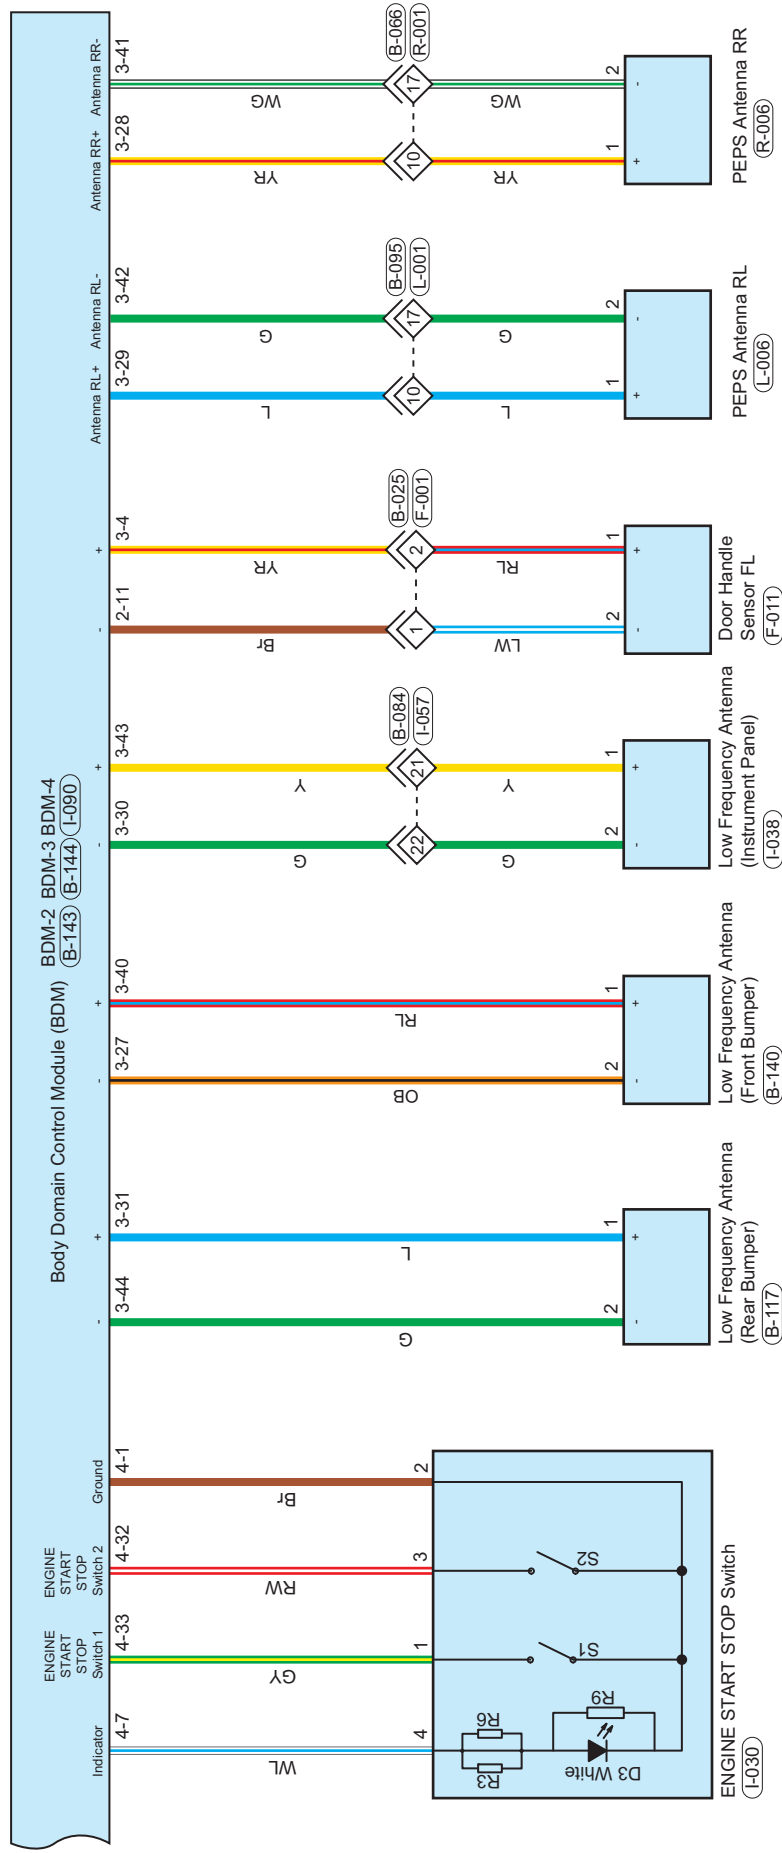 Body Domain Control Module (BDM)
BDM-2 BDM-3 BDM-4
B-143 B-144 I-090
Indicator
ENGINE
START
STOP
Switch 1
ENGINE
START
STOP
Switch 2
Ground
- + - + - + - +
Antenna RL+
Antenna RL-
Antenna RR+
Antenna RR-
4-7
4-33
4-32
4-1
3-44
3-31
3-27
3-40
3-30
3-43
2-11
3-4
3-29
3-42
3-28
3-41
WL
GY
RW
Br
G
L
OB
RL
G
Y
Br
YR
L
G
YR
WG
B-084
I-057
22
21
B-025
F-001
1
2
B-095
L-001
10
17
B-066
R-001
10
17
G
Y
LW
RL
L
G
YR
WG
4
1
3
2
R3
R6
D3 White
R9
S1
S2
ENGINE START STOP Switch
I-030
2
1
- +
Low Frequency Antenna
(Rear Bumper)
B-117
2
1
- +
Low Frequency Antenna
(Front Bumper)
B-140
2
1
- +
Low Frequency Antenna
(Instrument Panel)
I-038
2
1
- +
Door Handle
Sensor FL
F-011
1
2
+ -
PEPS Antenna RL
L-006
1
2
+ -
PEPS Antenna RR
R-006